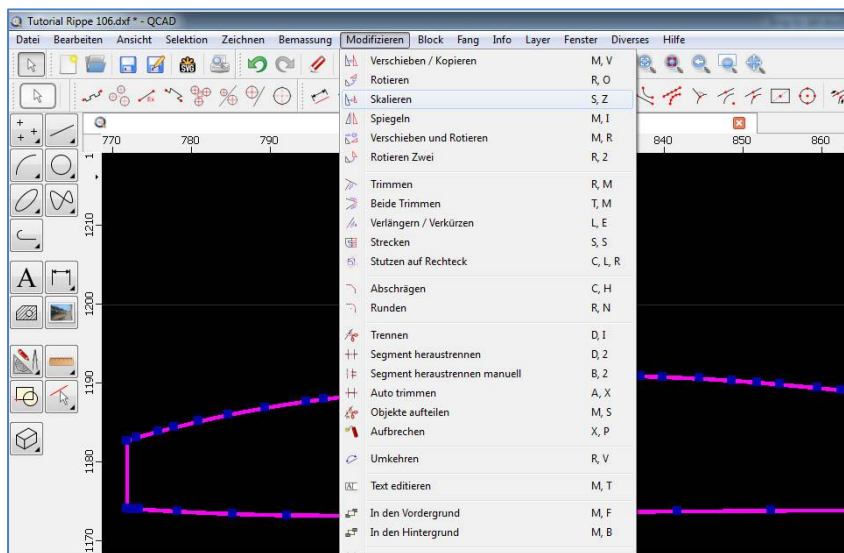 Tutorial Rippe 106.dxf * - QCAD
Datei Bearbeiten Ansicht Selektion Zeichnen Bemassung Modifizieren Block Fang Info Layer Fenster Diverses Hilfe
Verschieben / Kopieren M, V
Rotieren R, O
Skalieren S, Z
Spiegeln M, I
Verschieben und Rotieren M, R
Rotieren Zwei R, 2
Trimmen R, M
Beide Trimmen T, M
Verlängern / Verkürzen L, E
Strecken S, S
Stutzen auf Rechteck C, L, R
Abschrägen C, H
Runden R, N
Trennen D, I
Segment heraustrennen D, 2
Segment heraustrennen manuell B, 2
Auto trimmen A, X
Objekte aufteilen M, S
Aufbrechen X, P
Umkehren R, V
Text editieren M, T
In den Vordergrund M, F
In den Hintergrund M, B
SVG
A
770 780 790 840 850 860
1
1210
1200
1190
1180
1170